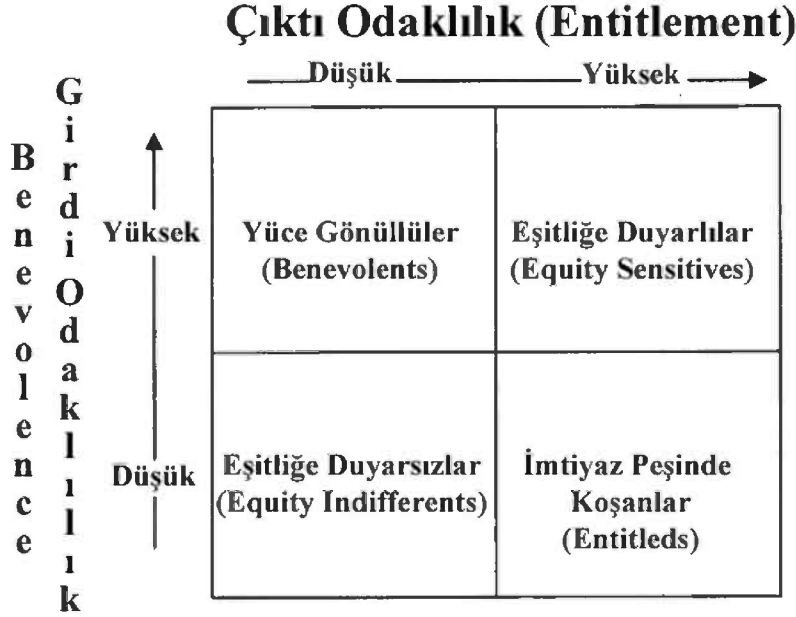 Çıktı Odaklılık (Entitlement)
Düşük Yüksek
Benevolence
Girdi Odaklılık
Yüksek
Yüce Gönüllüler
(Benevolents)
Eşitliğe Duyarlılar
(Equity Sensitives)
Düşük
Eşitliğe Duyarsızlar
(Equity Indifferents)
İmtiyaz Peşinde
Koşanlar
(Entitleds)